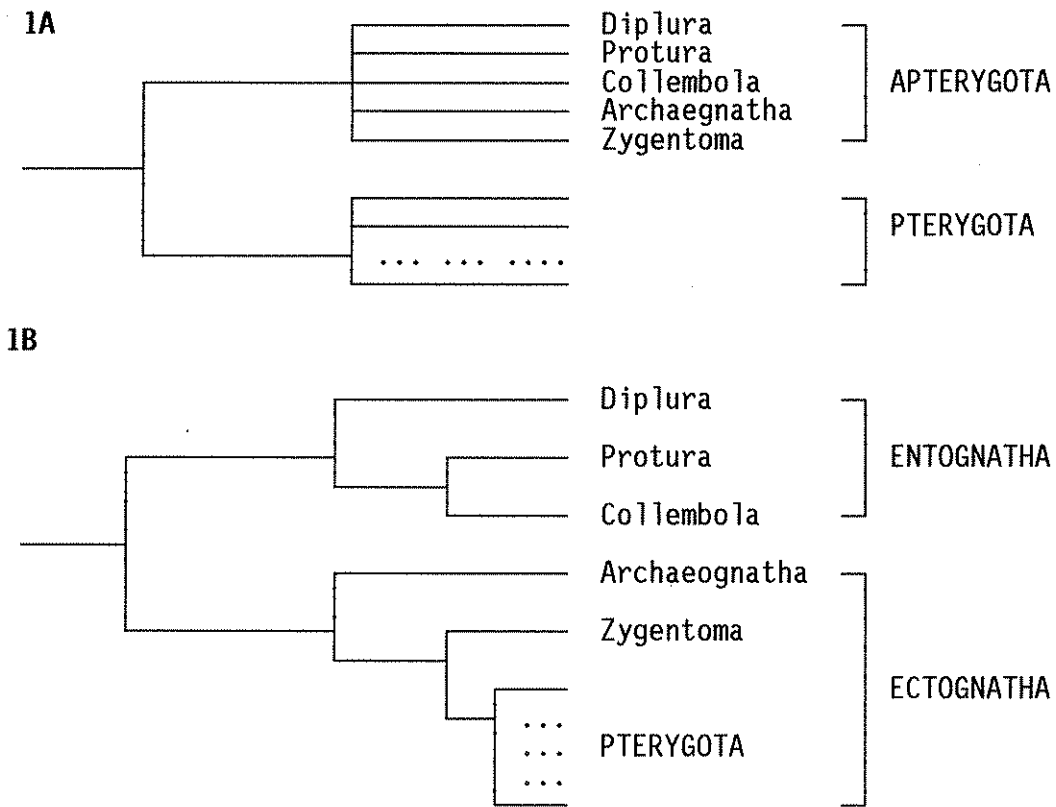 1A
Diplura
Protura
Collembola
Archaegnatha
Zygentoma
APTERYGOTA
... ... ....
PTERYGOTA
1B
Diplura
Protura
Collembola
ENTOGNATHA
Archaeognatha
Zygentoma
...
PTERYGOTA
...
...
ECTOGNATHA